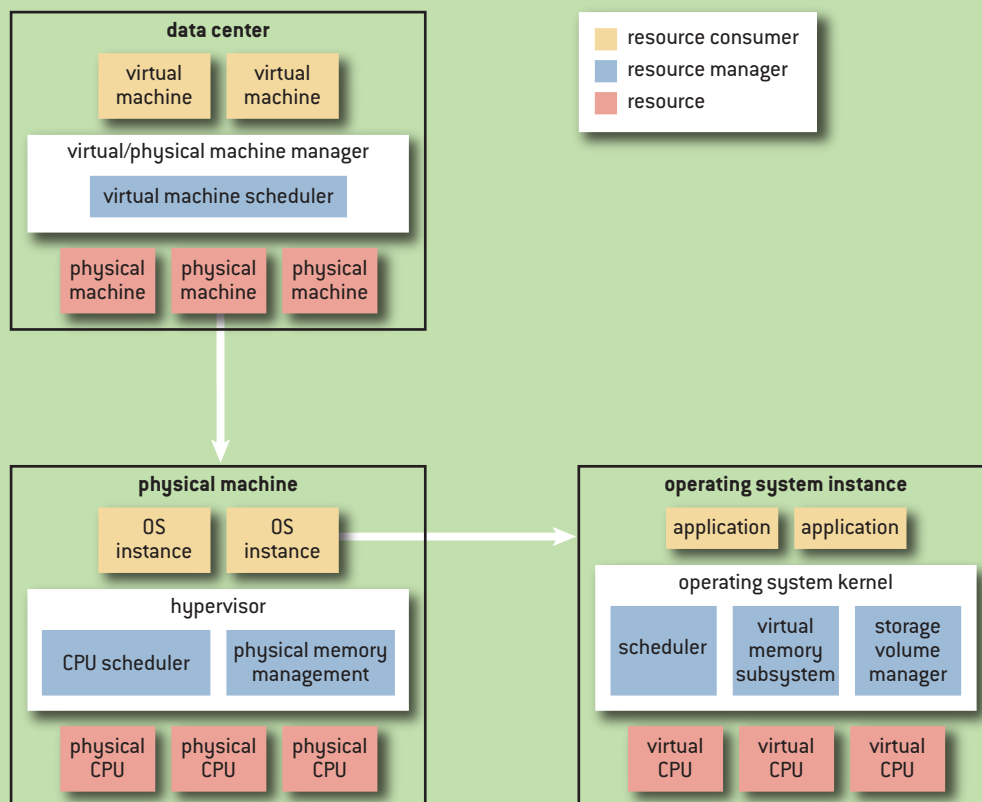 data center
virtual
machine
virtual
machine
virtual/physical machine manager
virtual machine scheduler
physical
machine
physical
machine
physical
machine
resource consumer
resource manager
resource
physical machine
OS
instance
OS
instance
hypervisor
CPU scheduler
physical memory
management
physical
CPU
physical
CPU
physical
CPU
operating system instance
application
application
operating system kernel
scheduler
virtual
memory
subsystem
storage
volume
manager
virtual
CPU
virtual
CPU
virtual
CPU